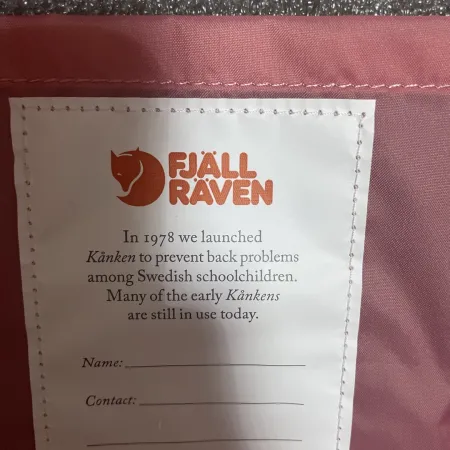 FJÄLL
RÄVEN
In 1978 we launched
Kånken to prevent back problems
among Swedish schoolchildren.
Many of the early Kånkens
are still in use today.
Name:
Contact: